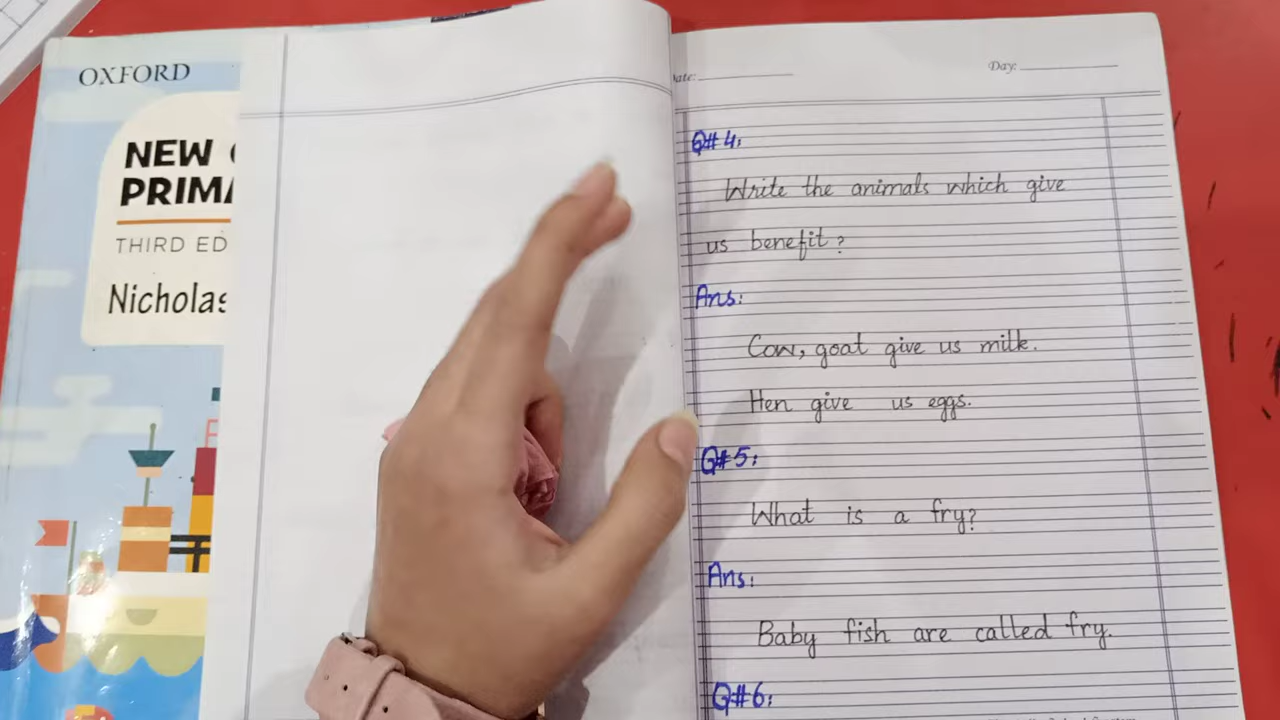 OXFORD
NEW
PRIMA
THIRD ED
Nicholas
Date:
Day:
Q#4:
Write the animals which give
us benefit?
Ans:
Cow, goat give us milk.
Hen give us eggs.
Q#5:
What is a fry?
Ans:
Baby fish are called fry.
Q#6: